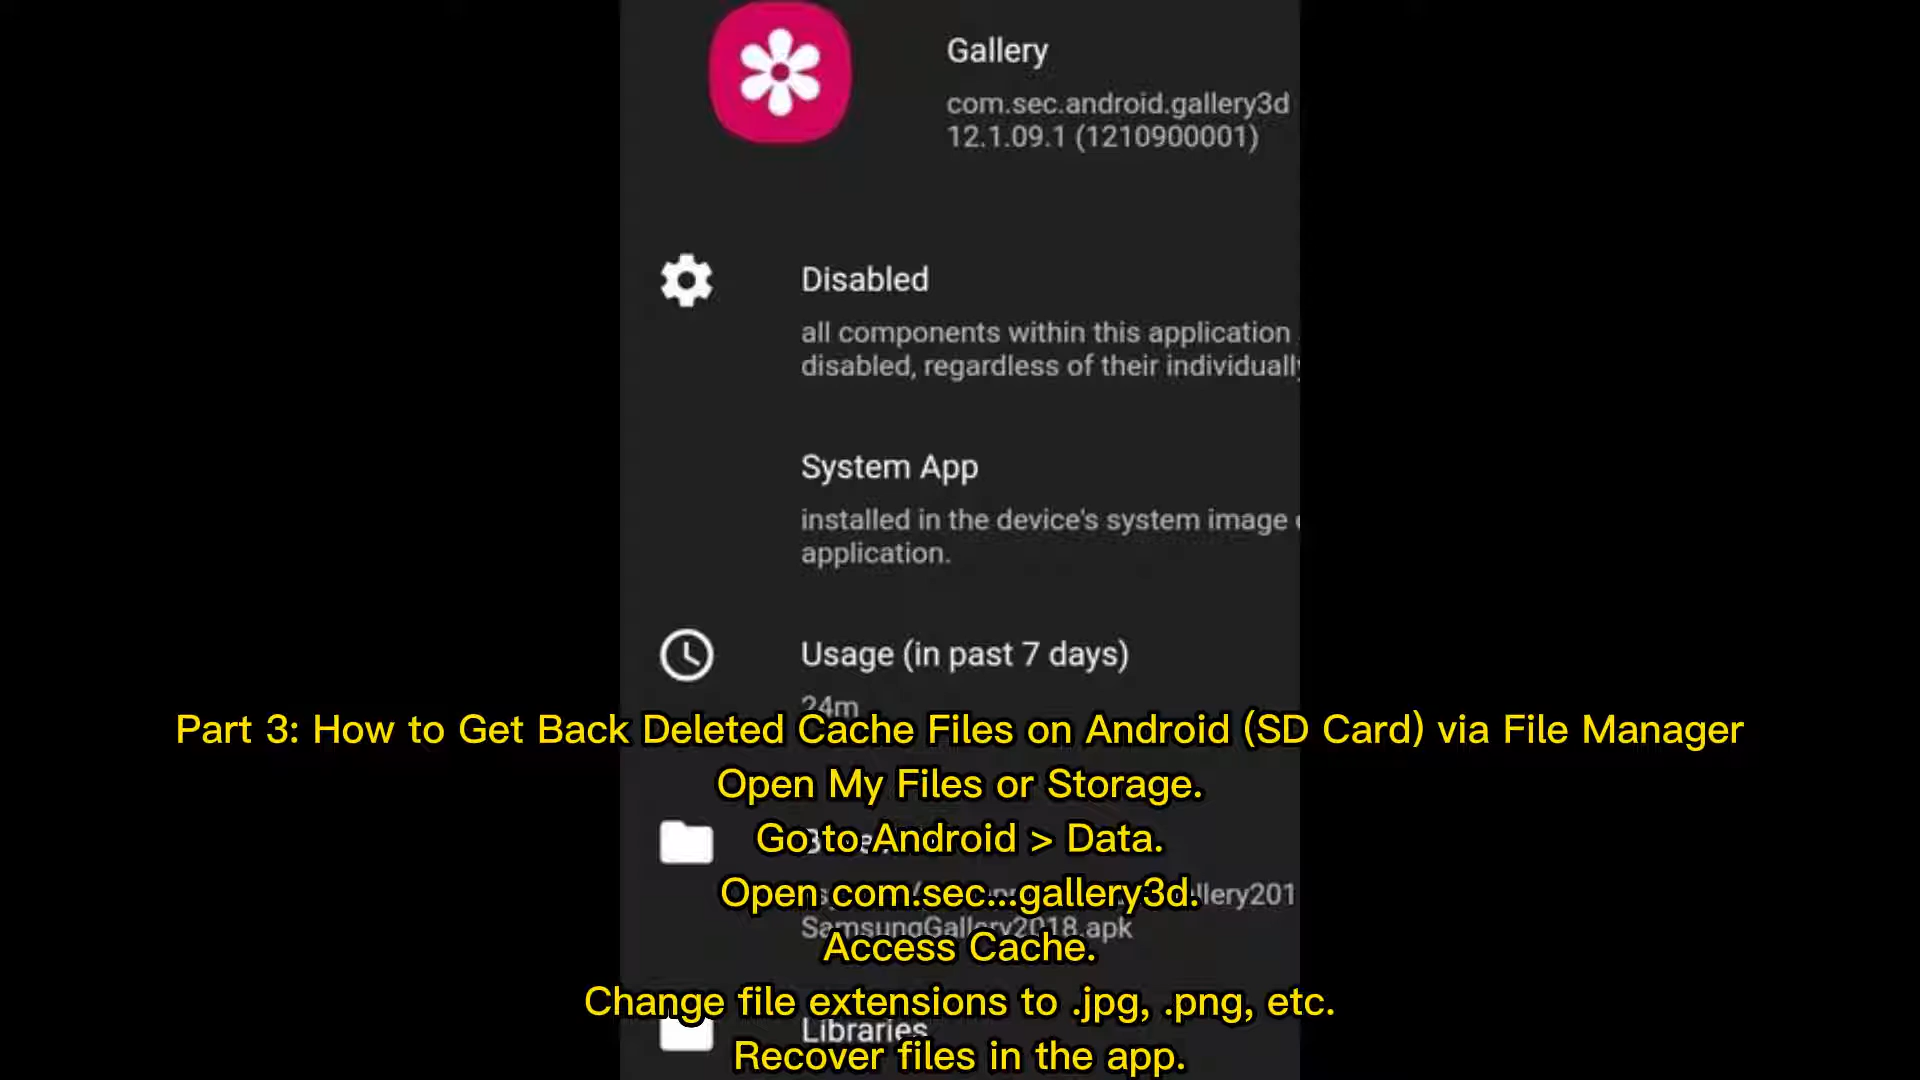 Gallery
com.sec.android.gallery3d
12.1.09.1 (1210900001)
Disabled
all components within this application
disabled, regardless of their individually
System App
installed in the device's system image
application.
Usage (in past 7 days)
24m
Part 3: How to Get Back Deleted Cache Files on Android (SD Card) via File Manager
Open My Files or Storage.
Go to Android > Data.
Open com.sec...gallery3d.
SamsungGallery2018.apk
Access Cache.
Change file extensions to .jpg, .png, etc.
Libraries
Recover files in the app.